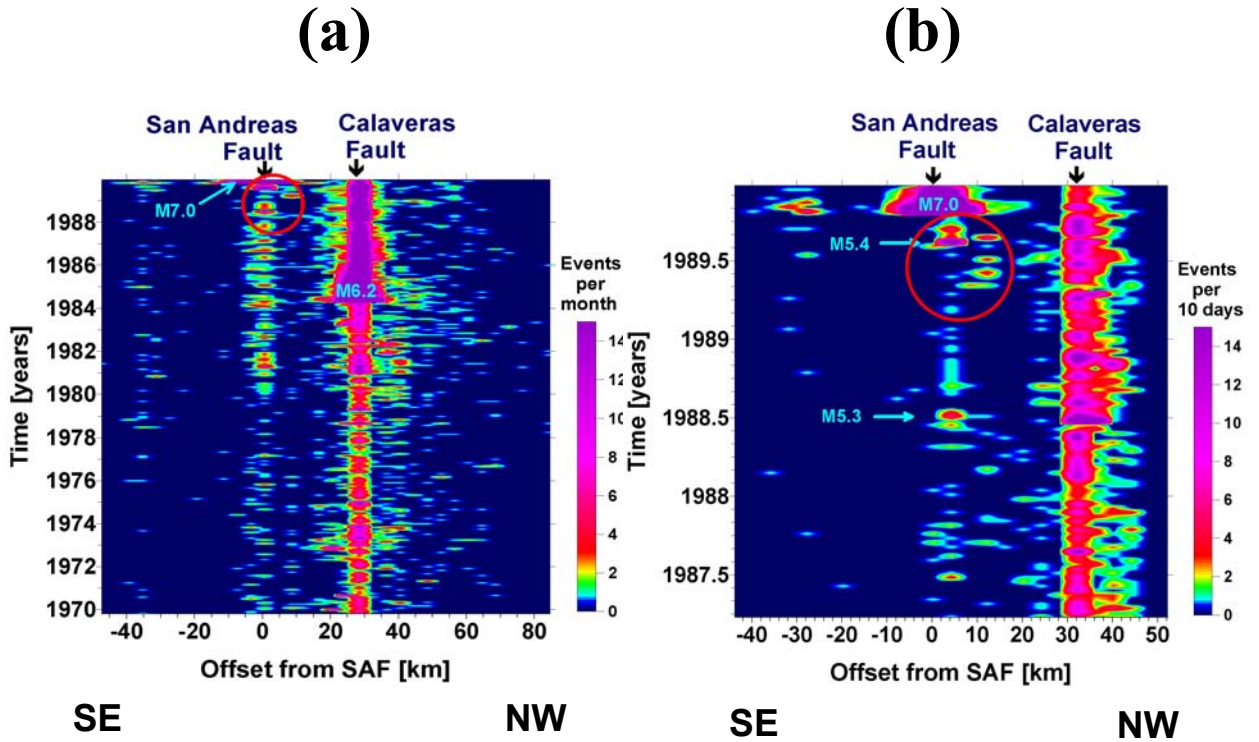 (a)
San Andreas Fault
Calaveras Fault
M7.0
M6.2
1988
1986
1984
1982
1980
1978
1976
1974
1972
1970
Time [years]
-40 -20 0 20 40 60 80
Offset from SAF [km]
SE NW
Events
per
month
14
12
10
8
6
4
2
0
(b)
San Andreas
Fault
Calaveras
Fault
M7.0
M5.4
M5.3
1989.5
1989
1988.5
1988
1987.5
Time [years]
-40 -30 -20 -10 0 10 20 30 40 50
Offset from SAF [km]
SE NW
Events
per
10 days
14
12
10
8
6
4
2
0